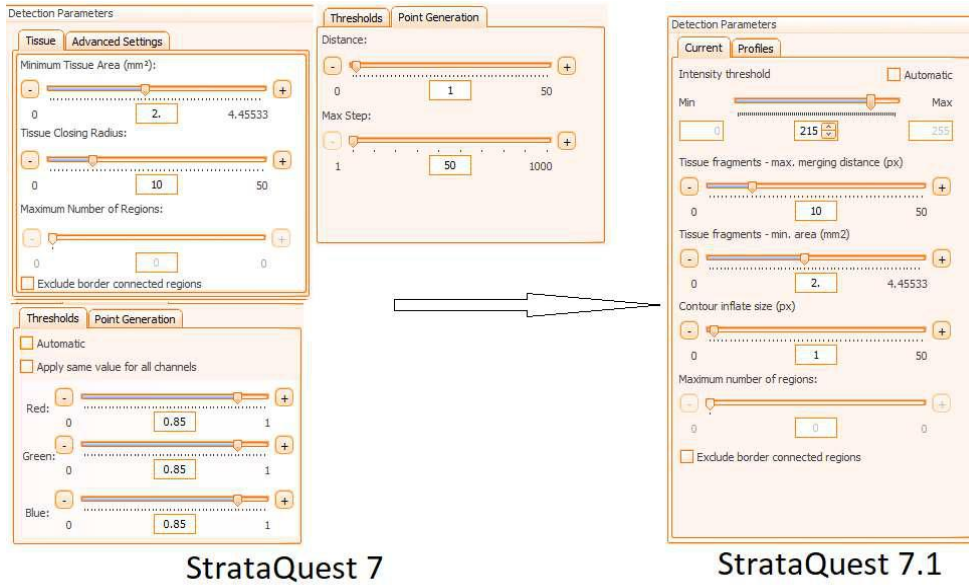 Detection Parameters
Tissue Advanced Settings
Minimum Tissue Area (mm²):
- +
0 2. 4.45533
Tissue Closing Radius:
- +
0 10 50
Maximum Number of Regions:
- +
0 0 0
Exclude border connected regions
Thresholds Point Generation
Distance:
- +
0 1 50
Max Step:
- +
1 50 1000
Thresholds Point Generation
Automatic
Apply same value for all channels
Red: - +
0 0.85 1
Green: - +
0 0.85 1
Blue: - +
0 0.85 1
StrataQuest 7
Detection Parameters
Current Profiles
Intensity threshold Automatic
Min Max
0 215 255
Tissue fragments - max. merging distance (px)
- +
0 10 50
Tissue fragments - min. area (mm2)
- +
0 2. 4.45533
Contour inflate size (px)
- +
0 1 50
Maximum number of regions:
- +
0 0 0
Exclude border connected regions
StrataQuest 7.1